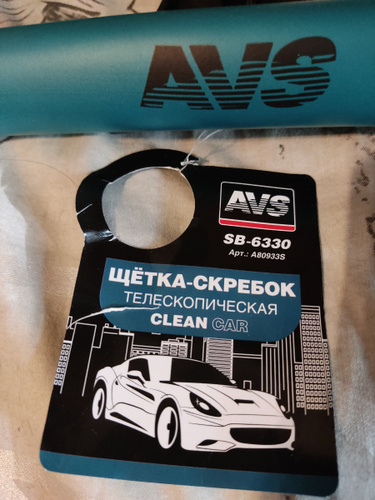 AVS
AVS
SB-6330
Арт.: A80933S
ЩЁТКА-СКРЕБОК
ТЕЛЕСКОПИЧЕСКАЯ
CLEAN CAR